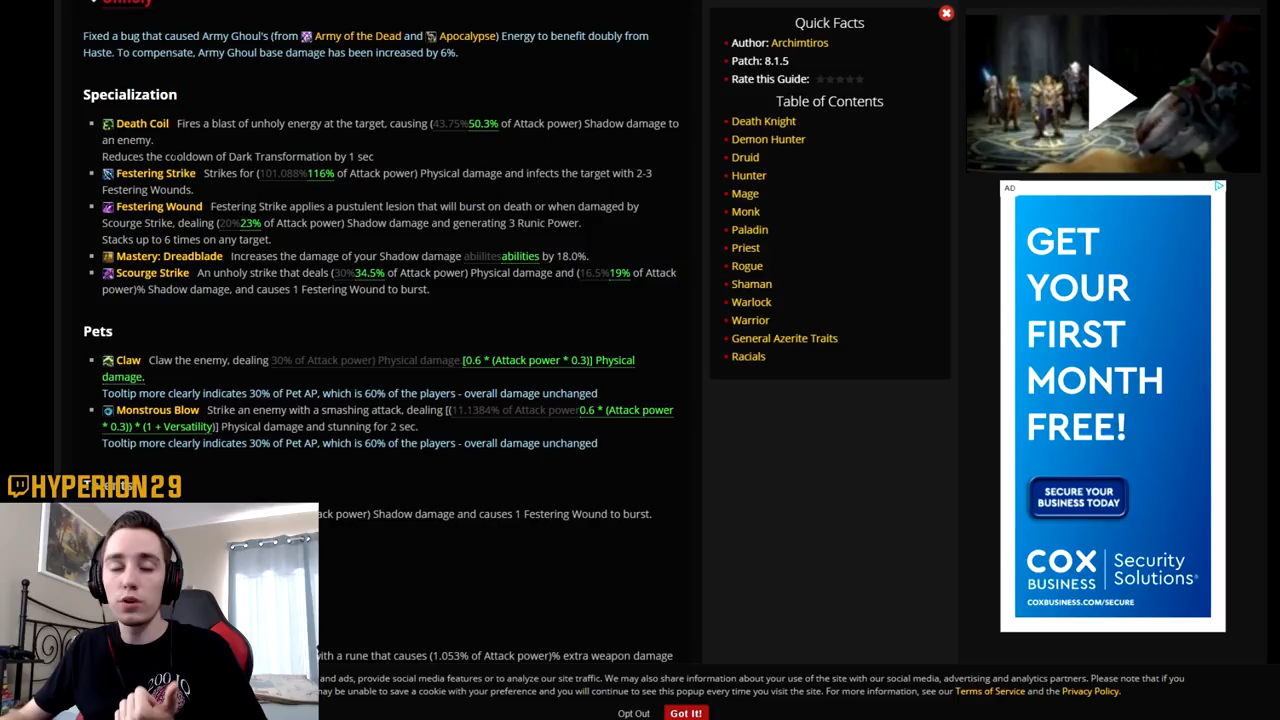 Unholy
Fixed a bug that caused Army Ghoul's (from Army of the Dead and Apocalypse) Energy to benefit doubly from
Haste. To compensate, Army Ghoul base damage has been increased by 6%.
Specialization
Death Coil Fires a blast of unholy energy at the target, causing (43.75%50.3% of Attack power) Shadow damage to
an enemy.
Reduces the cooldown of Dark Transformation by 1 sec
Festering Strike Strikes for (101.088%116% of Attack power) Physical damage and infects the target with 2-3
Festering Wounds.
Festering Wound Festering Strike applies a pustulent lesion that will burst on death or when damaged by
Scourge Strike, dealing (20%23% of Attack power) Shadow damage and generating 3 Runic Power.
Stacks up to 6 times on any target.
Mastery: Dreadblade Increases the damage of your Shadow damage abiilitesabilities by 18.0%.
Scourge Strike An unholy strike that deals (30%34.5% of Attack power) Physical damage and (16.5%19% of Attack
power)% Shadow damage, and causes 1 Festering Wound to burst.
Pets
Claw Claw the enemy, dealing 30% of Attack power) Physical damage.[0.6 * (Attack power * 0.3)] Physical
damage.
Tooltip more clearly indicates 30% of Pet AP, which is 60% of the players - overall damage unchanged
Monstrous Blow Strike an enemy with a smashing attack, dealing [(11.1384% of Attack power0.6 * (Attack power
* 0.3)) * (1 + Versatility)] Physical damage and stunning for 2 sec.
Tooltip more clearly indicates 30% of Pet AP, which is 60% of the players - overall damage unchanged
HYPERION29
ack power) Shadow damage and causes 1 Festering Wound to burst.
with a rune that causes (1.053% of Attack power)% extra weapon damage
Quick Facts
Author: Archimtiros
Patch: 8.1.5
Rate this Guide:
Table of Contents
Death Knight
Demon Hunter
Druid
Hunter
Mage
Monk
Paladin
Priest
Rogue
Shaman
Warlock
Warrior
General Azerite Traits
Racials
AD
GET
YOUR
FIRST
MONTH
FREE!
SECURE YOUR
BUSINESS TODAY
COX BUSINESS Security Solutions
COXBUSINESS.COM/SECURE
and ads, provide social media features or to analyze our site traffic. We may also share information about your use of the site with our social media, advertising and analytics partners. Please note that if you
may be unable to save a cookie with your preference and you will continue to see this popup every time you visit the site. For more information, see our Terms of Service and the Privacy Policy.
Opt Out Got It!